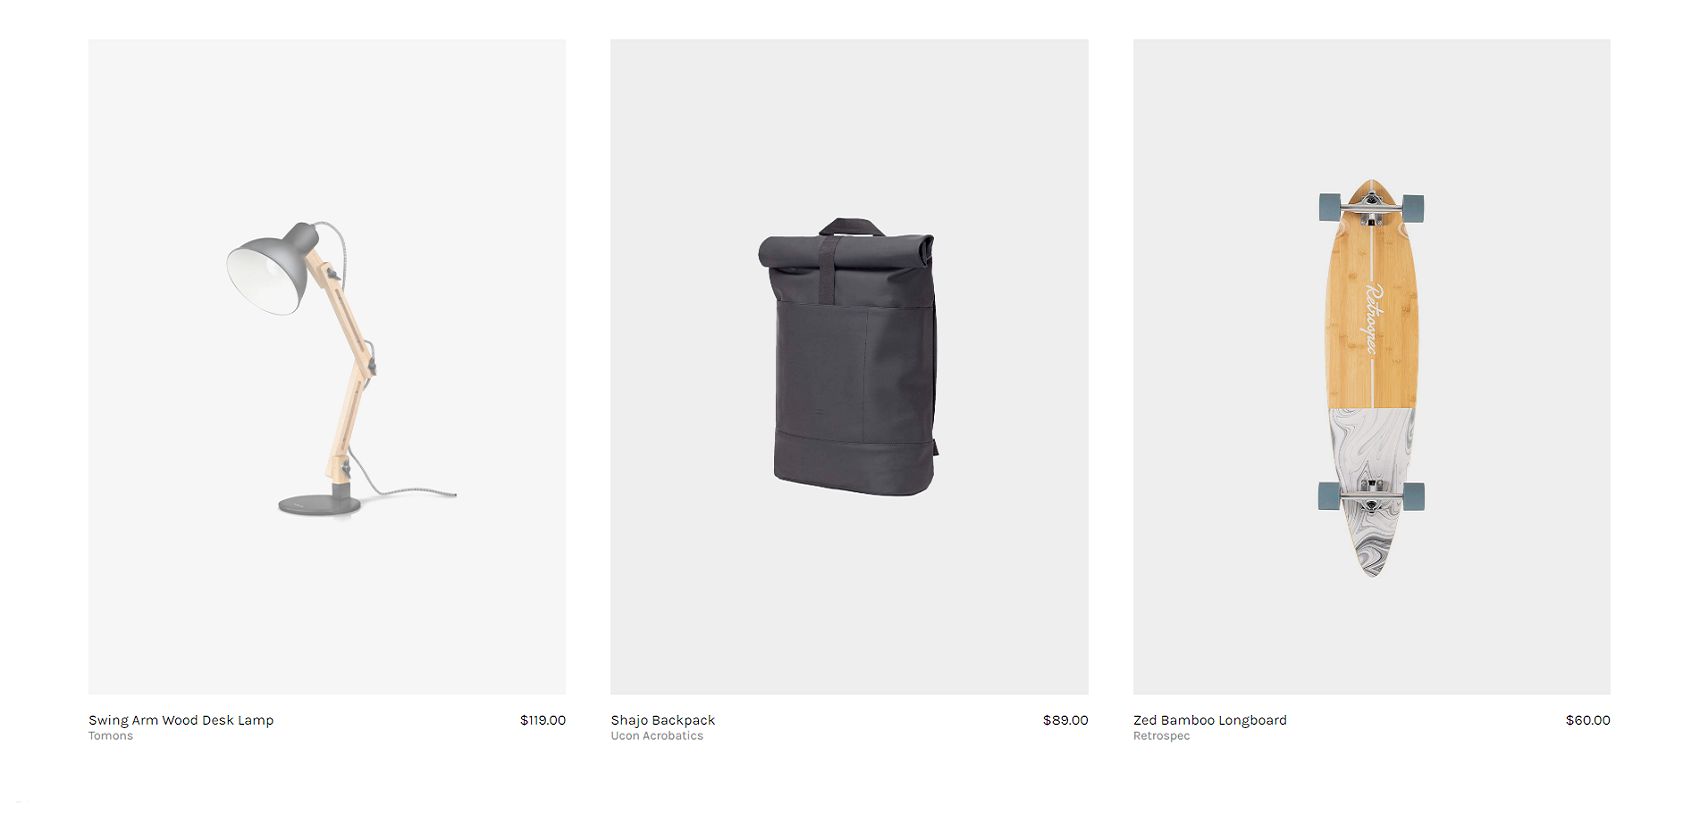 Retrospec
Swing Arm Wood Desk Lamp $119.00
Tomons
Shajo Backpack $89.00
Ucon Acrobatics
Zed Bamboo Longboard $60.00
Retrospec